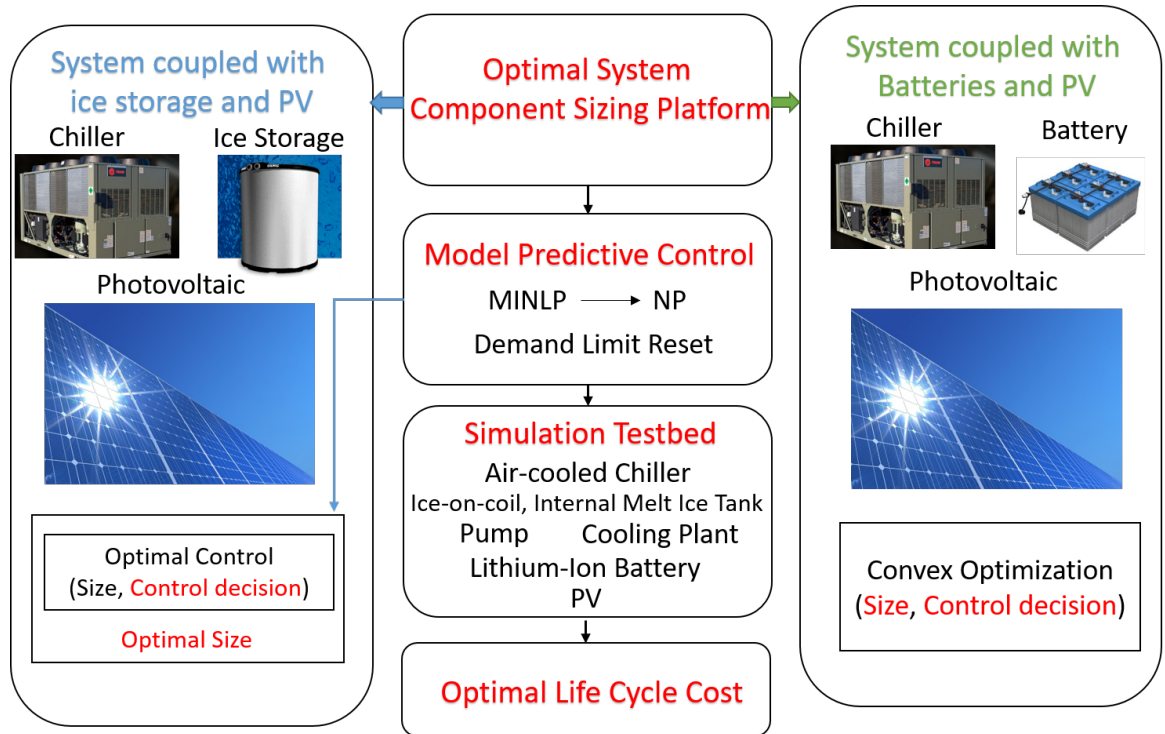 System coupled with
ice storage and PV
Chiller
Ice Storage
Photovoltaic
Optimal Control
(Size, Control decision)
Optimal Size
Optimal System
Component Sizing Platform
Model Predictive Control
MINLP
NP
Demand Limit Reset
Simulation Testbed
Air-cooled Chiller
Ice-on-coil, Internal Melt Ice Tank
Pump
Cooling Plant
Lithium-Ion Battery
PV
Optimal Life Cycle Cost
System coupled with
Batteries and PV
Chiller
Battery
Photovoltaic
Convex Optimization
(Size, Control decision)